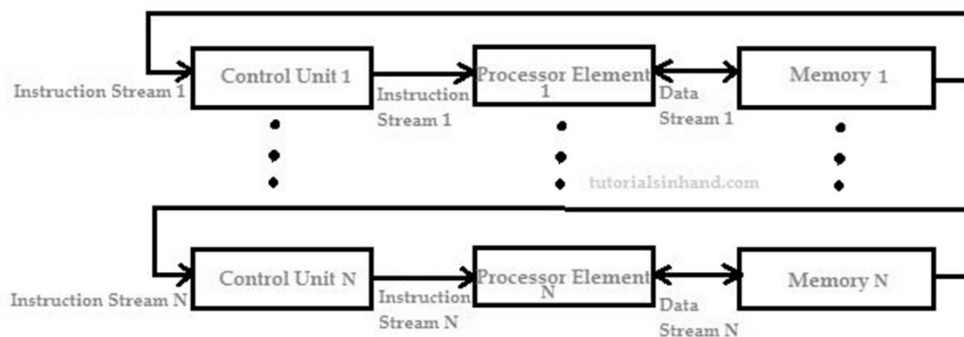 Control Unit 1
Processor Element
1
Memory 1
Instruction Stream 1
Instruction
Stream 1
Data
Stream 1
tutorialsinhand.com
Control Unit N
Processor Element
N
Memory N
Instruction Stream N
Instruction
Stream N
Data
Stream N